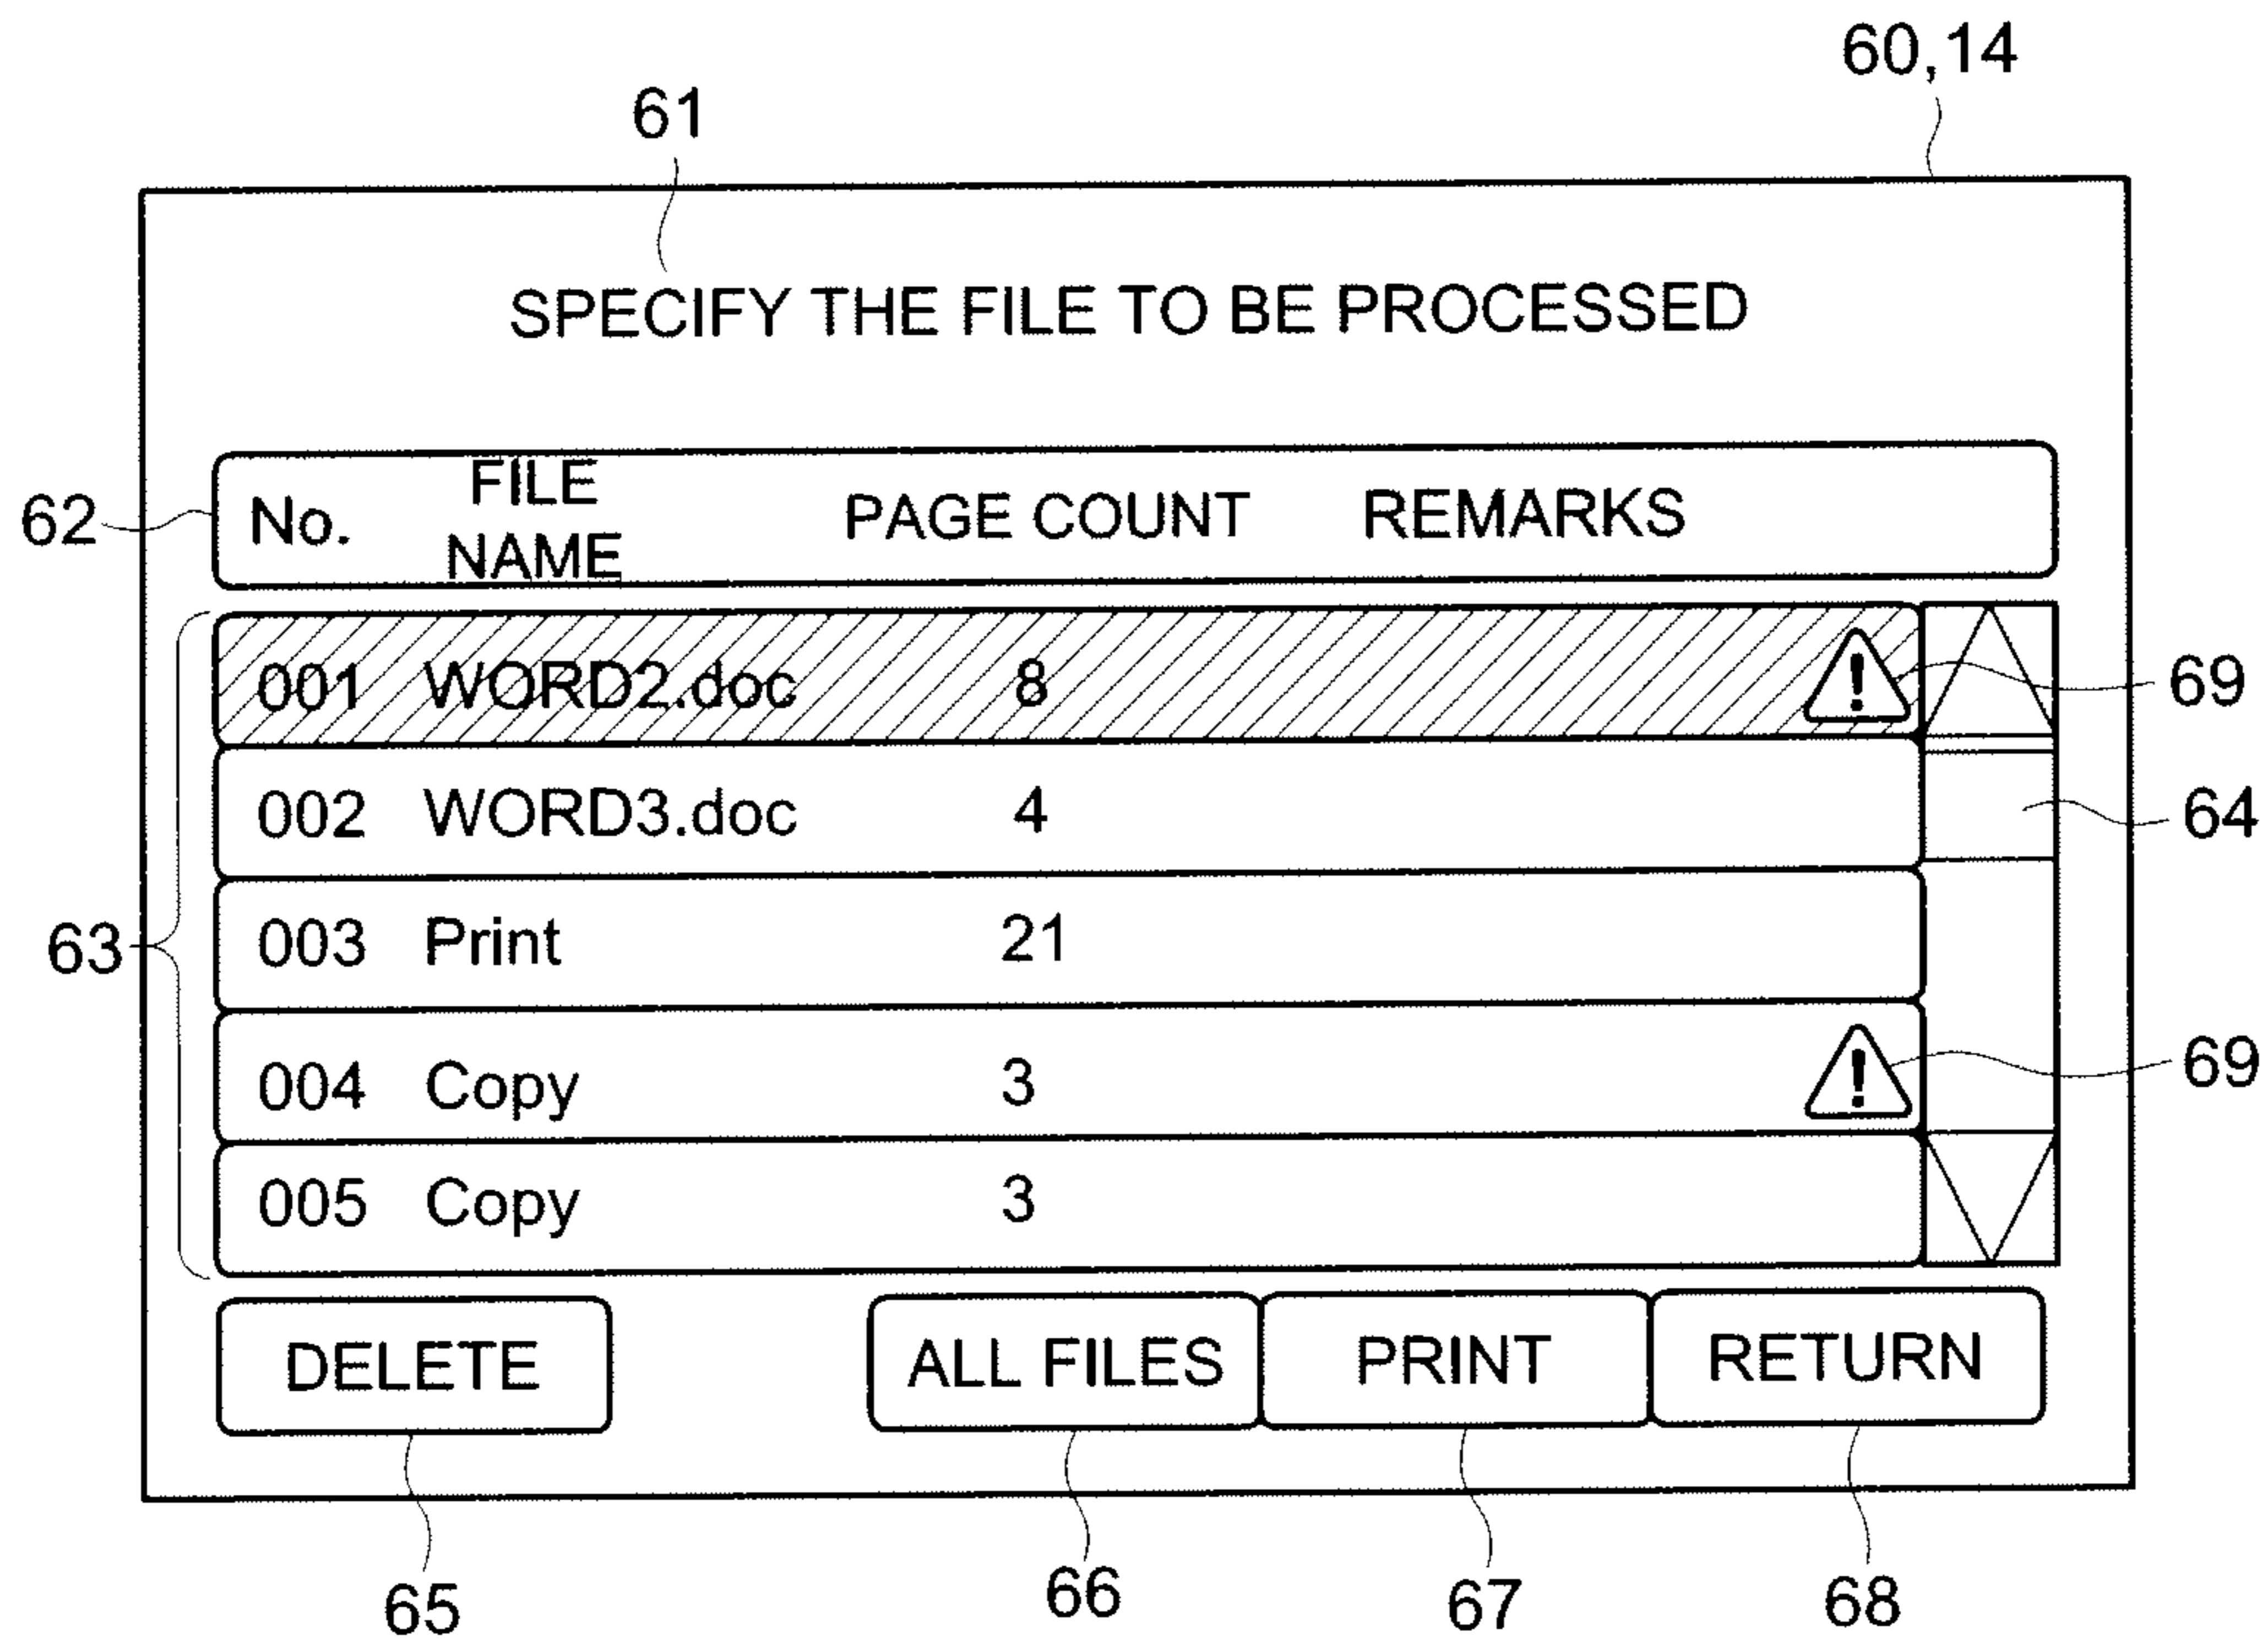 60,14
61
SPECIFY THE FILE TO BE PROCESSED
62
No. FILE NAME PAGE COUNT REMARKS
63
001 WORD2.doc 8 !
69
002 WORD3.doc 4
64
003 Print 21
004 Copy 3 !
69
005 Copy 3
DELETE ALL FILES PRINT RETURN
65 66 67 68